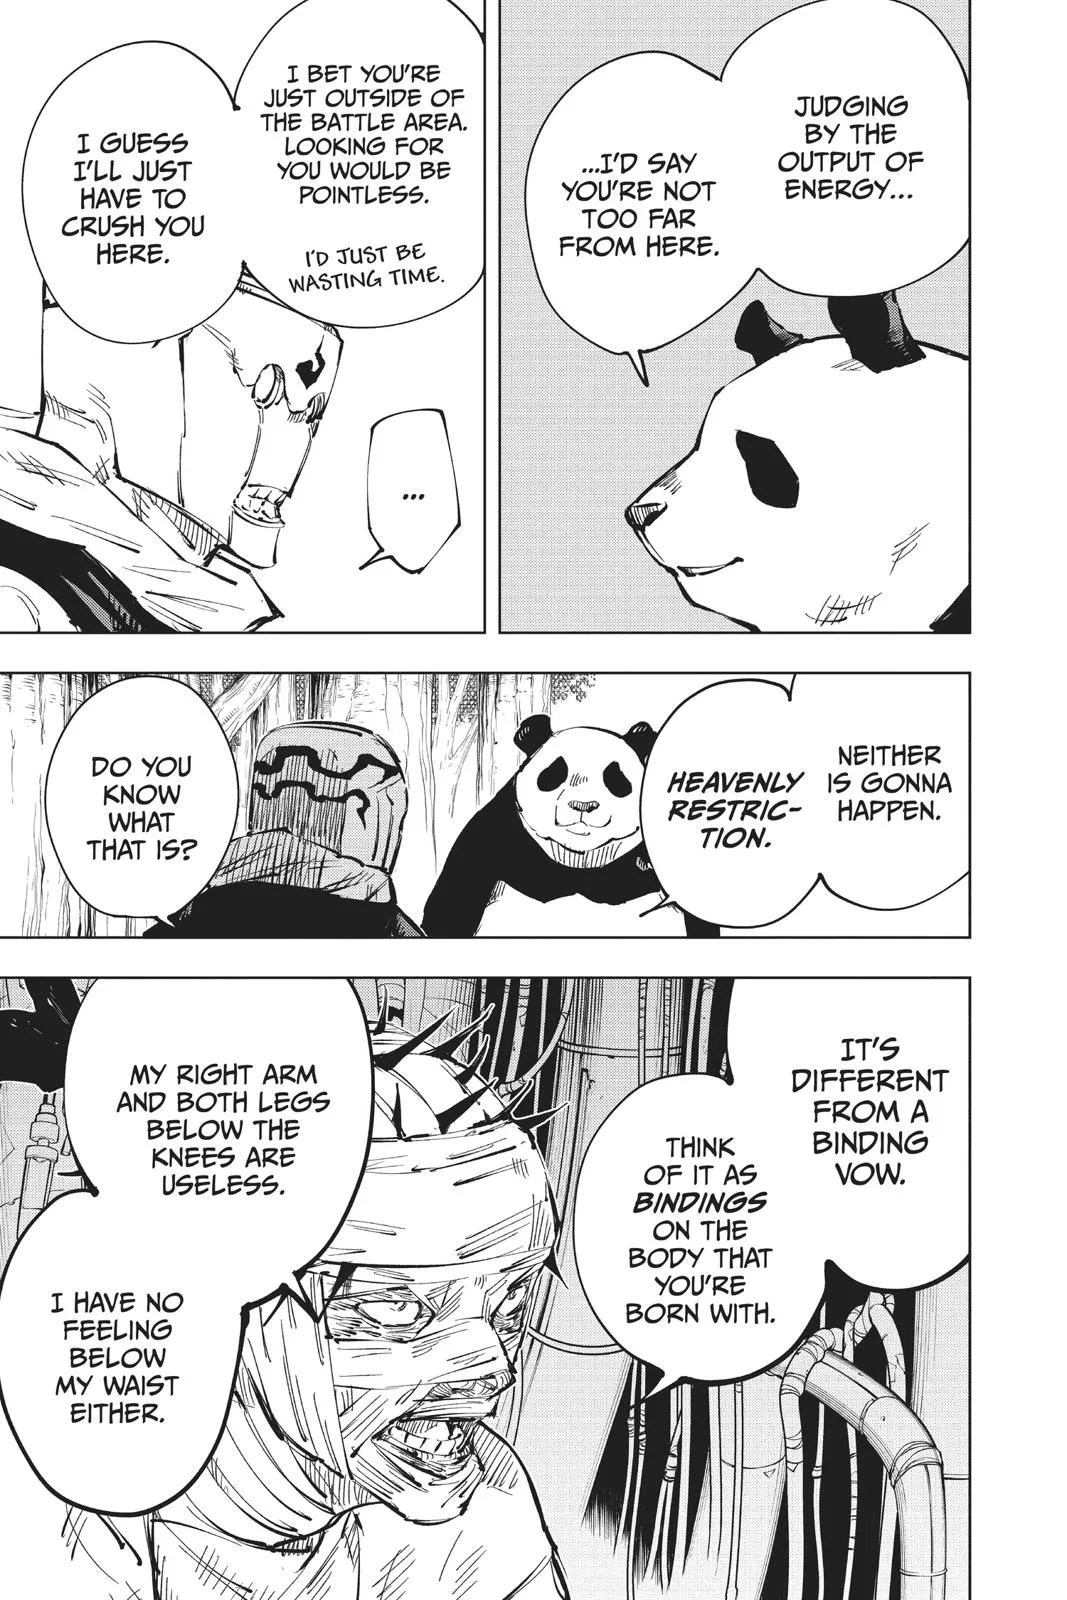 JUDGING
BY THE
OUTPUT OF
ENERGY...
...I'D SAY
YOU'RE NOT
TOO FAR
FROM HERE.
I BET YOU'RE
JUST OUTSIDE OF
THE BATTLE AREA.
LOOKING FOR
YOU WOULD BE
POINTLESS.
I'D JUST BE
WASTING TIME.
I GUESS
I'LL JUST
HAVE TO
CRUSH YOU
HERE.
...
NEITHER
IS GONNA
HAPPEN.
HEAVENLY
RESTRIC-
TION.
DO YOU
KNOW
WHAT
THAT IS?
IT'S
DIFFERENT
FROM A
BINDING
VOW.
THINK
OF IT AS
BINDINGS
ON THE
BODY THAT
YOU'RE
BORN WITH.
MY RIGHT ARM
AND BOTH LEGS
BELOW THE
KNEES ARE
USELESS.
I HAVE NO
FEELING
BELOW
MY WAIST
EITHER.